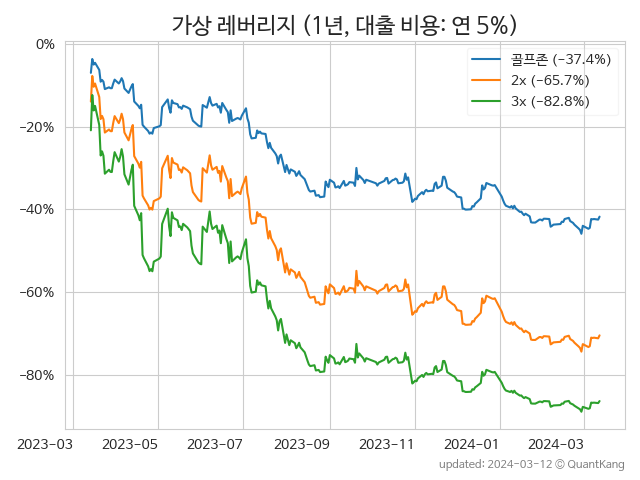 가상 레버리지 (1년, 대출 비용: 연 5%)
골프존 (−37.4%)
2x (−65.7%)
3x (−82.8%)
0%
−20%
−40%
−60%
−80%
2023-03 2023-05 2023-07 2023-09 2023-11 2024-01 2024-03
updated: 2024-03-12 © QuantKang